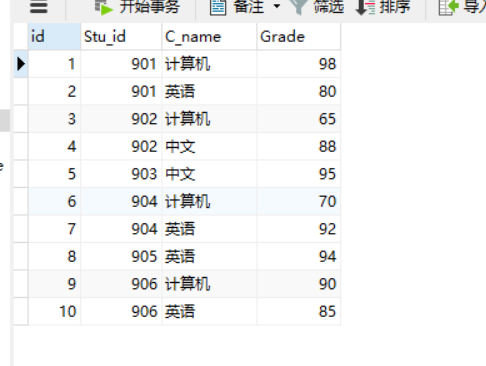 开始事务 备注 筛选 排序 导入
id Stu_id C_name Grade
1 901 计算机 98
2 901 英语 80
3 902 计算机 65
4 902 中文 88
5 903 中文 95
6 904 计算机 70
7 904 英语 92
8 905 英语 94
9 906 计算机 90
10 906 英语 85